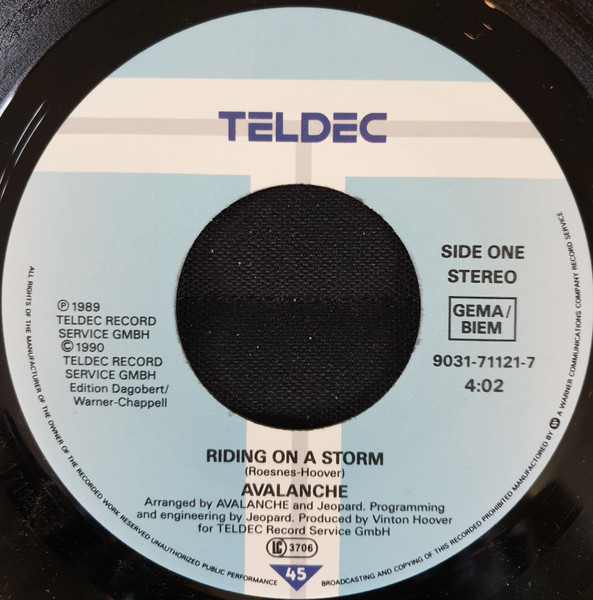 TELDEC
SIDE ONE
STEREO
GEMA/
BIEM
9031-71121-7
4:02
Ⓟ 1989
TELDEC RECORD
SERVICE GMBH
© 1990
TELDEC RECORD
SERVICE GMBH
Edition Dagobert/
Warner-Chappell
RIDING ON A STORM
(Roesnes-Hoover)
AVALANCHE
Arranged by AVALANCHE and Jeopard. Programming
and engineering by Jeopard. Produced by Vinton Hoover
for TELDEC Record Service GmbH
LC 3706
45
ALL RIGHTS OF THE MANUFACTURER OF THE OWNER OF THE RECORDED WORK RESERVED UNAUTHORIZED PUBLIC PERFORMANCE BROADCASTING AND COPYING OF THIS RECORD PROHIBITED MANUFACTURED BY W A WARNER COMMUNICATIONS COMPANY RECORD SERVICE